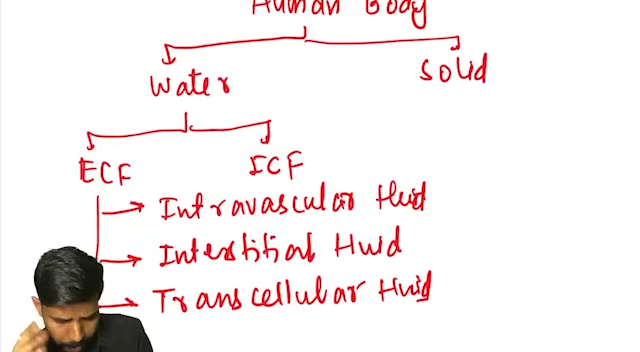 Human Body
Water
Solid
ECF
ICF
Intravascular fluid
Interstitial fluid
Transcellular fluid